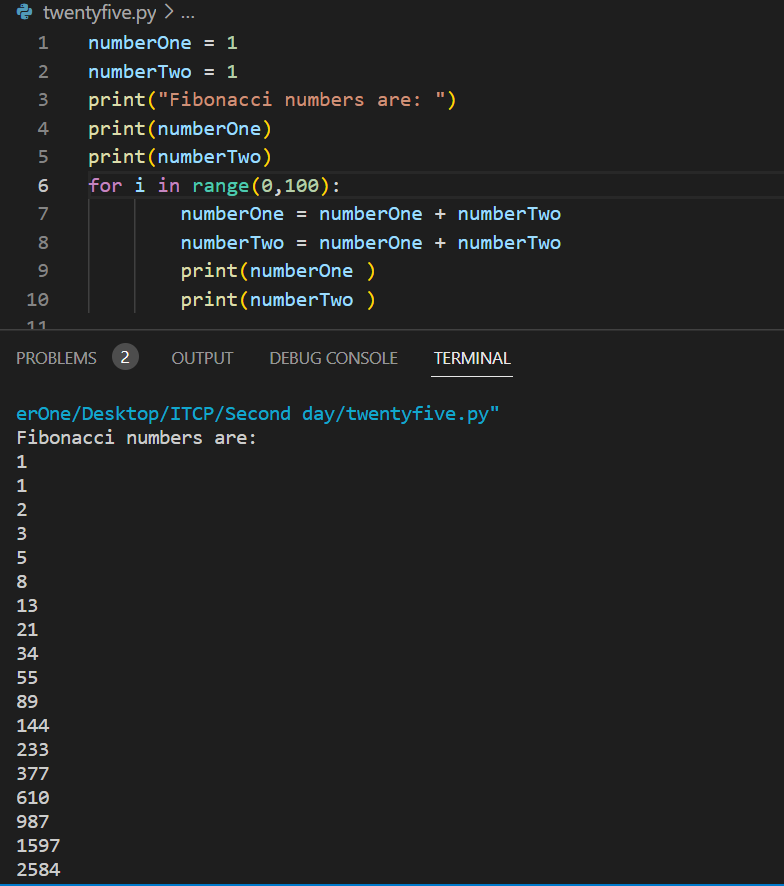 twentyfive.py > ...
1 numberOne = 1
2 numberTwo = 1
3 print("Fibonacci numbers are: ")
4 print(numberOne)
5 print(numberTwo)
6 for i in range(0,100):
7 numberOne = numberOne + numberTwo
8 numberTwo = numberOne + numberTwo
9 print(numberOne )
10 print(numberTwo )
11
PROBLEMS 2 OUTPUT DEBUG CONSOLE TERMINAL
erOne/Desktop/ITCP/Second day/twentyfive.py"
Fibonacci numbers are:
1
1
2
3
5
8
13
21
34
55
89
144
233
377
610
987
1597
2584